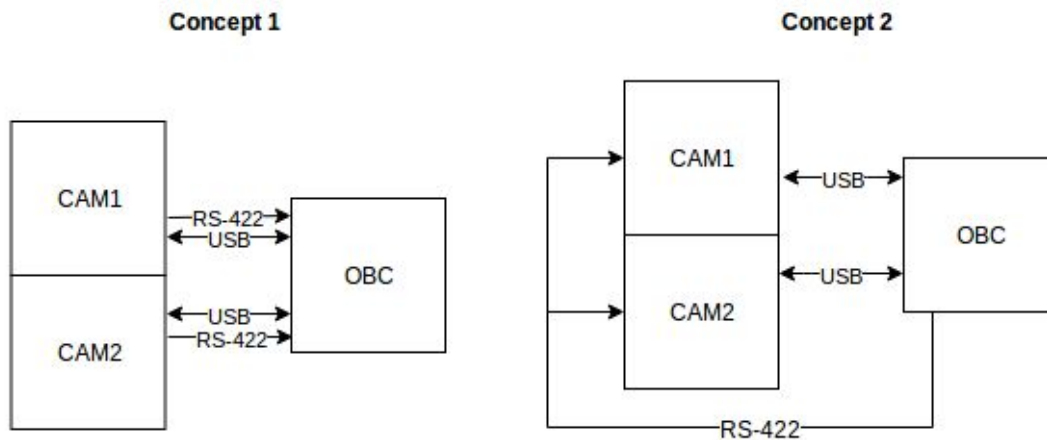 Concept 1
CAM1
CAM2
RS-422
USB
USB
RS-422
OBC
Concept 2
CAM1
CAM2
USB
USB
OBC
RS-422